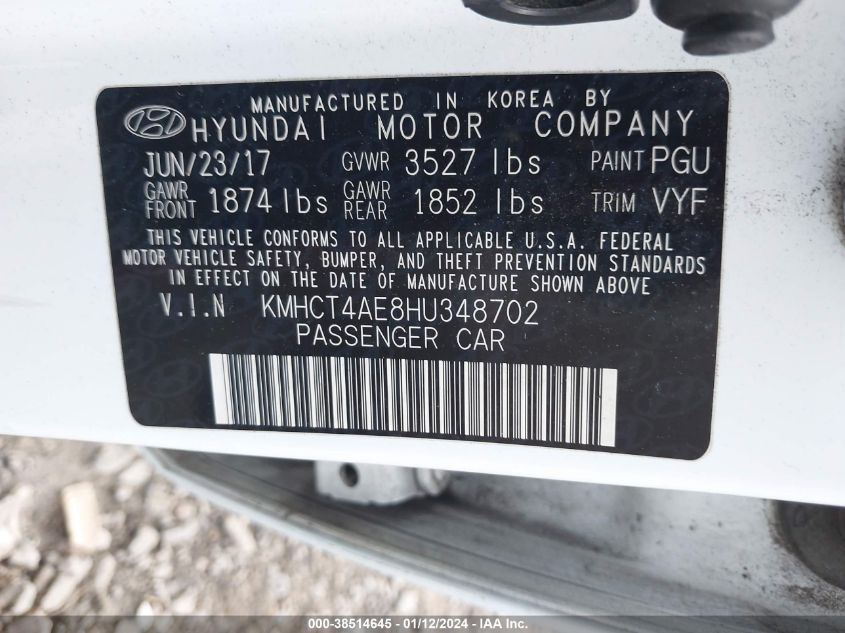 MANUFACTURED IN KOREA BY
HYUNDAI MOTOR COMPANY
JUN/23/17 GVWR 3527 lbs PAINT PGU
GAWR FRONT 1874 lbs GAWR REAR 1852 lbs TRIM VYF
THIS VEHICLE CONFORMS TO ALL APPLICABLE U.S.A. FEDERAL
MOTOR VEHICLE SAFETY, BUMPER, AND THEFT PREVENTION STANDARDS
IN EFFECT ON THE DATE OF MANUFACTURE SHOWN ABOVE
V.I.N KMHCT4AE8HU348702
PASSENGER CAR
000-38514645 - 01/12/2024 - IAA Inc.